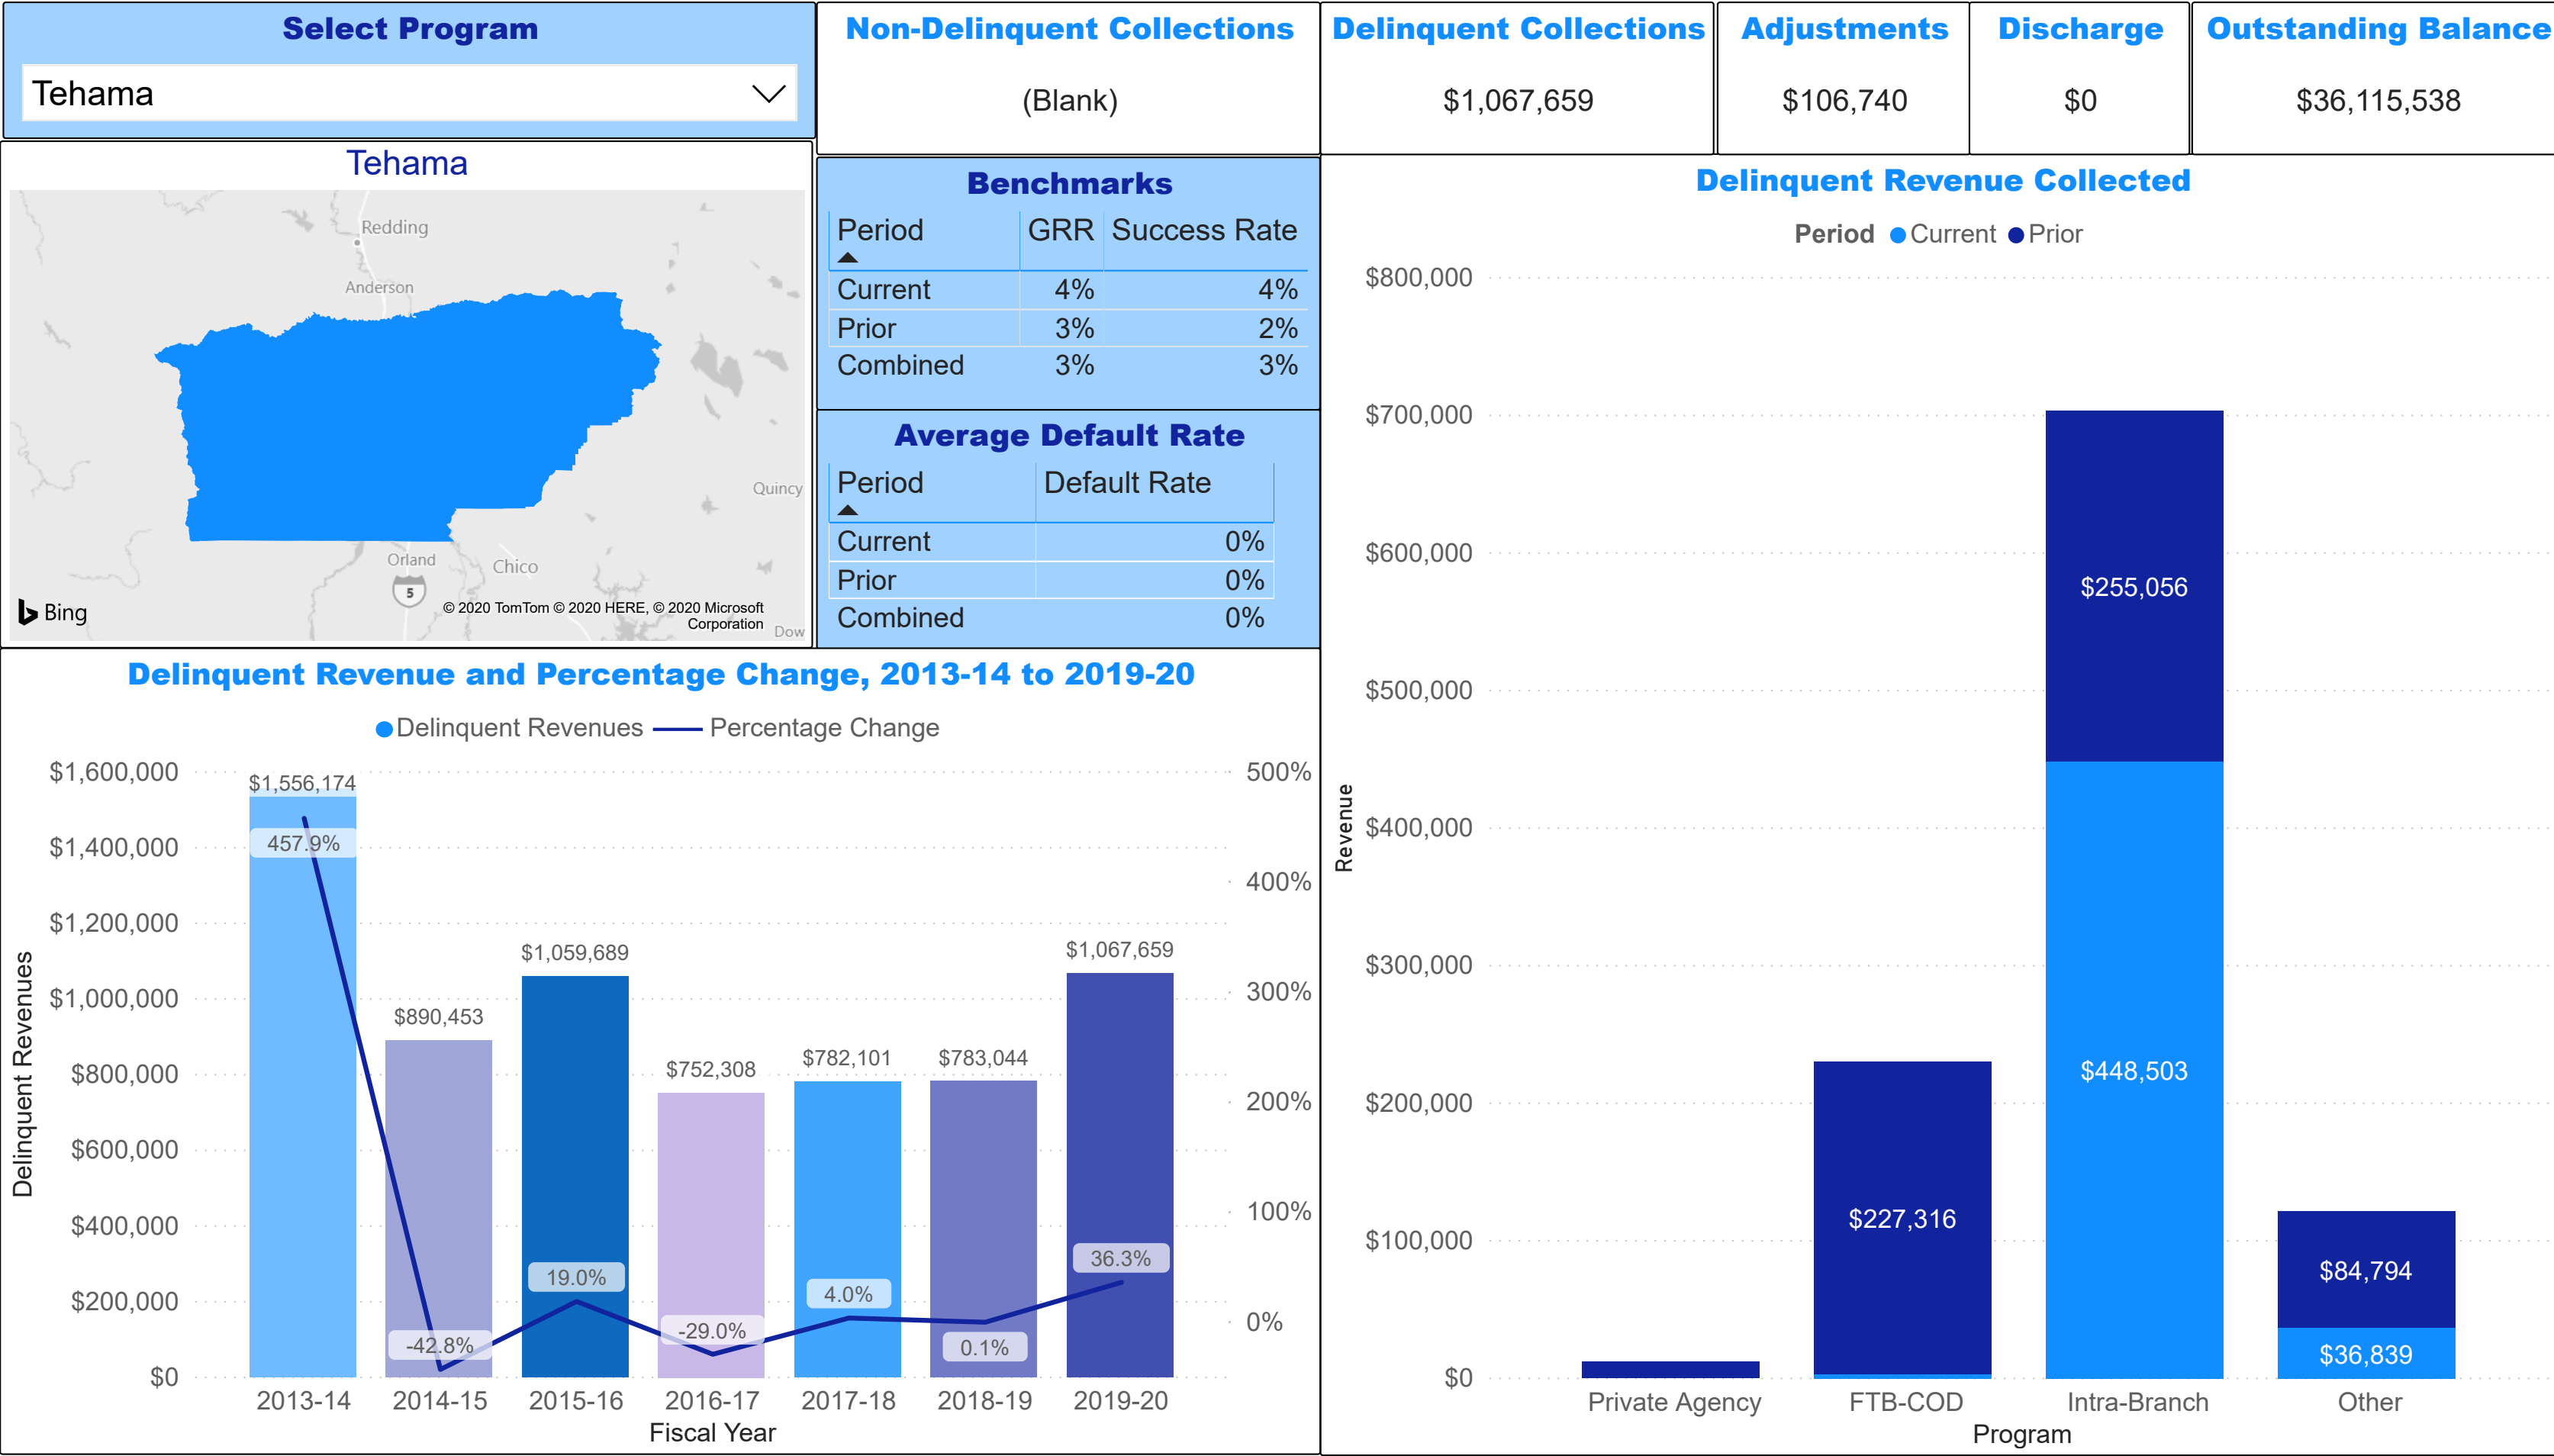 Select Program
Tehama
Non-Delinquent Collections
(Blank)
Delinquent Collections
$1,067,659
Adjustments
$106,740
Discharge
$0
Outstanding Balance
$36,115,538
Tehama
Redding
Anderson
Quincy
Orland
Chico
5
Bing
© 2020 TomTom © 2020 HERE, © 2020 Microsoft
Corporation
Dow
Benchmarks
Period GRR Success Rate
Current 4% 4%
Prior 3% 2%
Combined 3% 3%
Average Default Rate
Period Default Rate
Current 0%
Prior 0%
Combined 0%
Delinquent Revenue and Percentage Change, 2013-14 to 2019-20
Delinquent Revenues Percentage Change
Delinquent Revenues
$1,600,000
$1,400,000
$1,200,000
$1,000,000
$800,000
$600,000
$400,000
$200,000
$0
500%
400%
300%
200%
100%
0%
$1,556,174
$890,453
$1,059,689
$752,308
$782,101
$783,044
$1,067,659
457.9%
-42.8%
19.0%
-29.0%
4.0%
0.1%
36.3%
2013-14 2014-15 2015-16 2016-17 2017-18 2018-19 2019-20
Fiscal Year
Delinquent Revenue Collected
Period Current Prior
Revenue
$800,000
$700,000
$600,000
$500,000
$400,000
$300,000
$200,000
$100,000
$0
$227,316
$255,056
$448,503
$84,794
$36,839
Private Agency FTB-COD Intra-Branch Other
Program